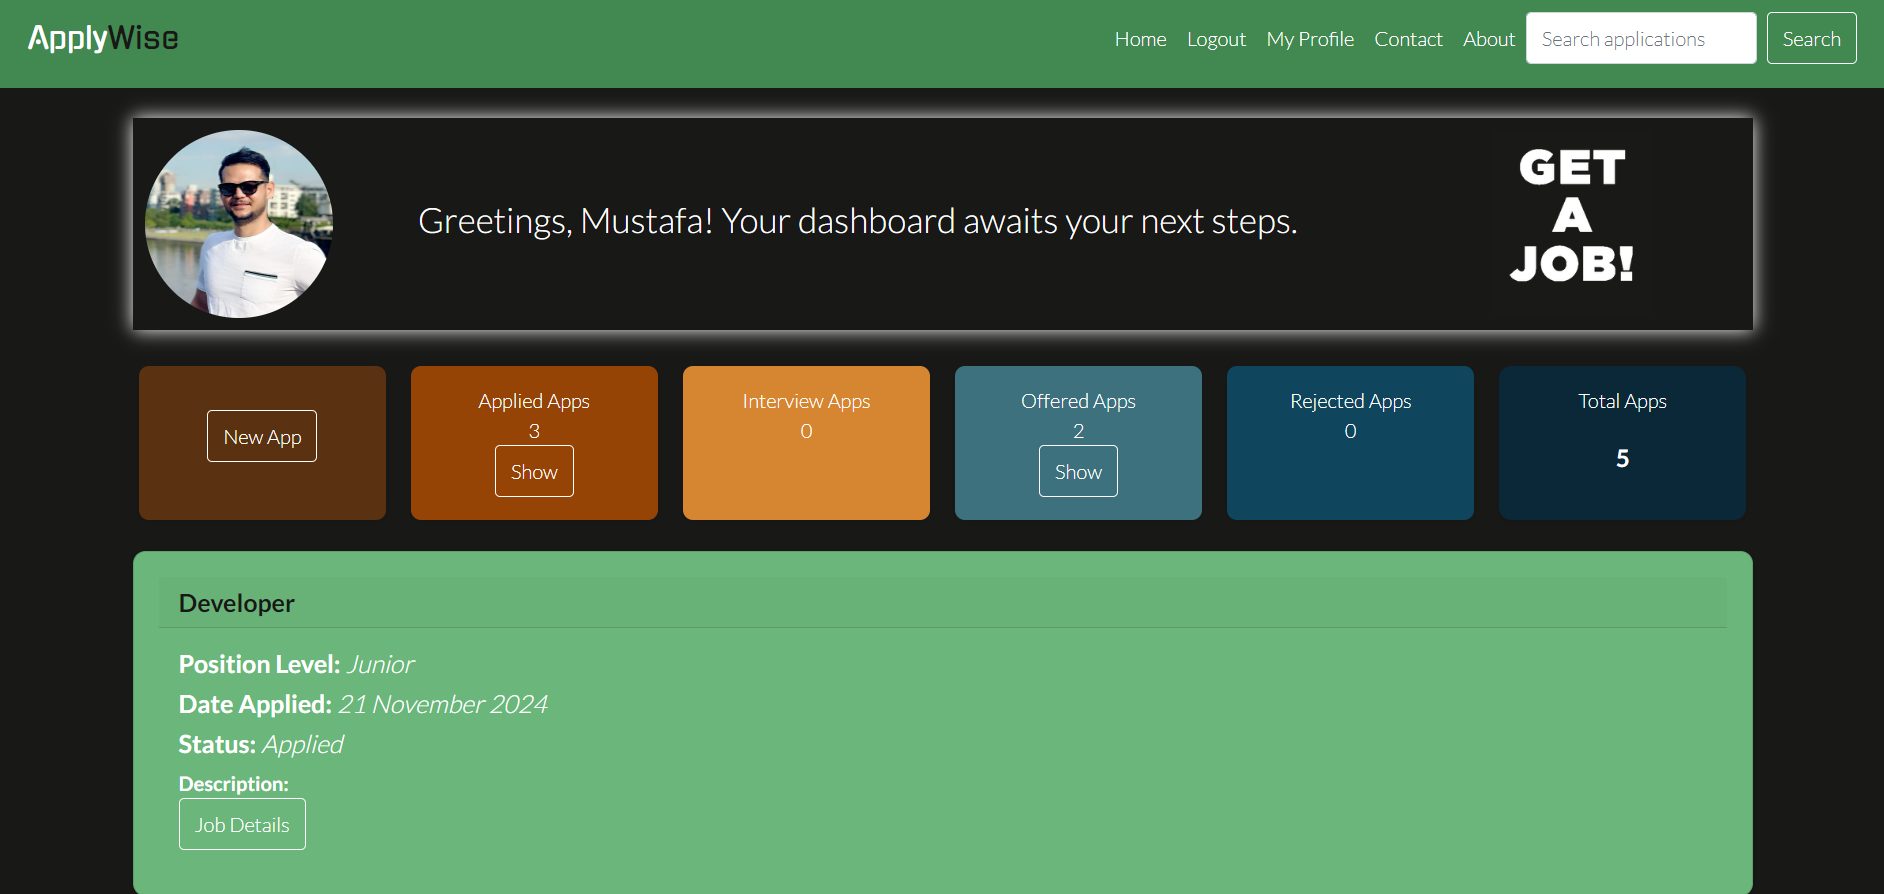 ApplyWise
Home Logout My Profile Contact About Search applications Search
Greetings, Mustafa! Your dashboard awaits your next steps.
GET
A
JOB!
New App
Applied Apps
3
Show
Interview Apps
0
Offered Apps
2
Show
Rejected Apps
0
Total Apps
5
Developer
Position Level: Junior
Date Applied: 21 November 2024
Status: Applied
Description:
Job Details